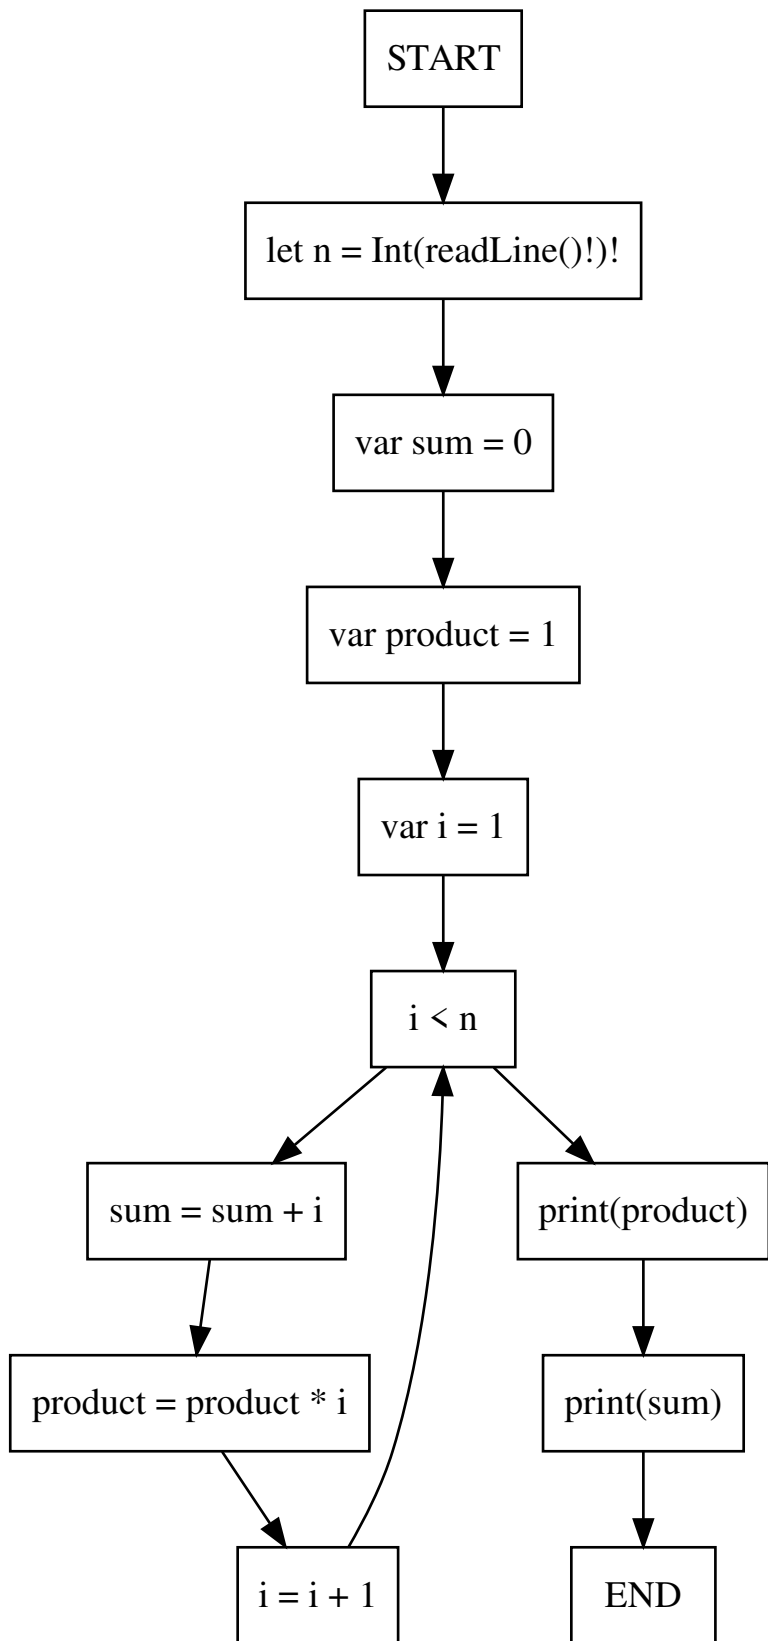 START
let n = Int(readLine()!)!
var sum = 0
var product = 1
var i = 1
i < n
sum = sum + i
print(product)
product = product * i
print(sum)
i = i + 1
END